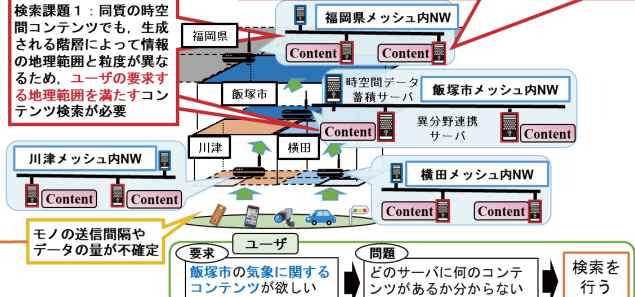 検索課題1：同質の時空
間コンテンツでも，生成
される階層によって情報
の地理範囲と粒度が異な
るため，ユーザの要求す
る地理範囲を満たすコン
テンツ検索が必要
福岡県
福岡県メッシュ内NW
Content
Content
飯塚市
時空間データ
蓄積サーバ
飯塚市メッシュ内NW
Content
異分野連携
サーバ
Content
川津
横田
川津メッシュ内NW
Content
Content
横田メッシュ内NW
Content
Content
モノの送信間隔や
データの量が不確定
ユーザ
要求
飯塚市の気象に関する
コンテンツが欲しい
問題
どのサーバに何のコンテ
ンツがあるか分からない
検索を
行う